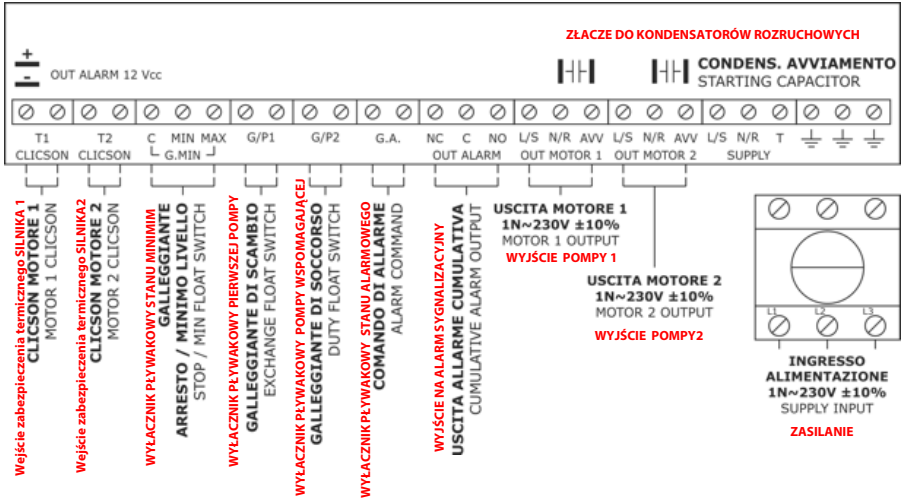 ZŁACZE DO KONDENSATORÓW ROZRUCHOWYCH
CONDENS. AVVIAMENTO
STARTING CAPACITOR
+
-
OUT ALARM 12 Vcc
T1 T2 C MIN MAX G/P1 G/P2 G.A. NC C NO L/S N/R AVV L/S N/R AVV L/S N/R T
CLICSON CLICSON G.MIN OUT ALARM OUT MOTOR 1 OUT MOTOR 2 SUPPLY
Wejście zabezpieczenia termicznego SILNIKA 1
CLICSON MOTORE 1
MOTOR 1 CLICSON
Wejście zabezpieczenia termicznego SILNIKA2
CLICSON MOTORE 2
MOTOR 2 CLICSON
WYŁACZNIK PŁYWAKOWY STANU MINIMIM
GALLEGGIANTE
ARRESTO / MINIMO LIVELLO
STOP / MIN FLOAT SWITCH
WYŁACZNIK PŁYWAKOWY PIERWSZEJ POMPY
GALLEGGIANTE DI SCAMBIO
EXCHANGE FLOAT SWITCH
WYŁACZNIK PŁYWAKOWY POMPY WSPOMAGAJĄCEJ
GALLEGGIANTE DI SOCCORSO
DUTY FLOAT SWITCH
WYŁACZNIK PŁYWAKOWY STANU ALARMOWEGO
COMANDO DI ALLARME
ALARM COMMAND
WYJŚCIE NA ALARM SYGNALIZACYJNY
USCITA ALLARME CUMULATIVA
CUMULATIVE ALARM OUTPUT
USCITA MOTORE 1
1N~230V ±10%
MOTOR 1 OUTPUT
WYJŚCIE POMPY 1
USCITA MOTORE 2
1N~230V ±10%
MOTOR 2 OUTPUT
WYJŚCIE POMPY2
L1 L2 L3
INGRESSO
ALIMENTAZIONE
1N~230V ±10%
SUPPLY INPUT
ZASILANIE